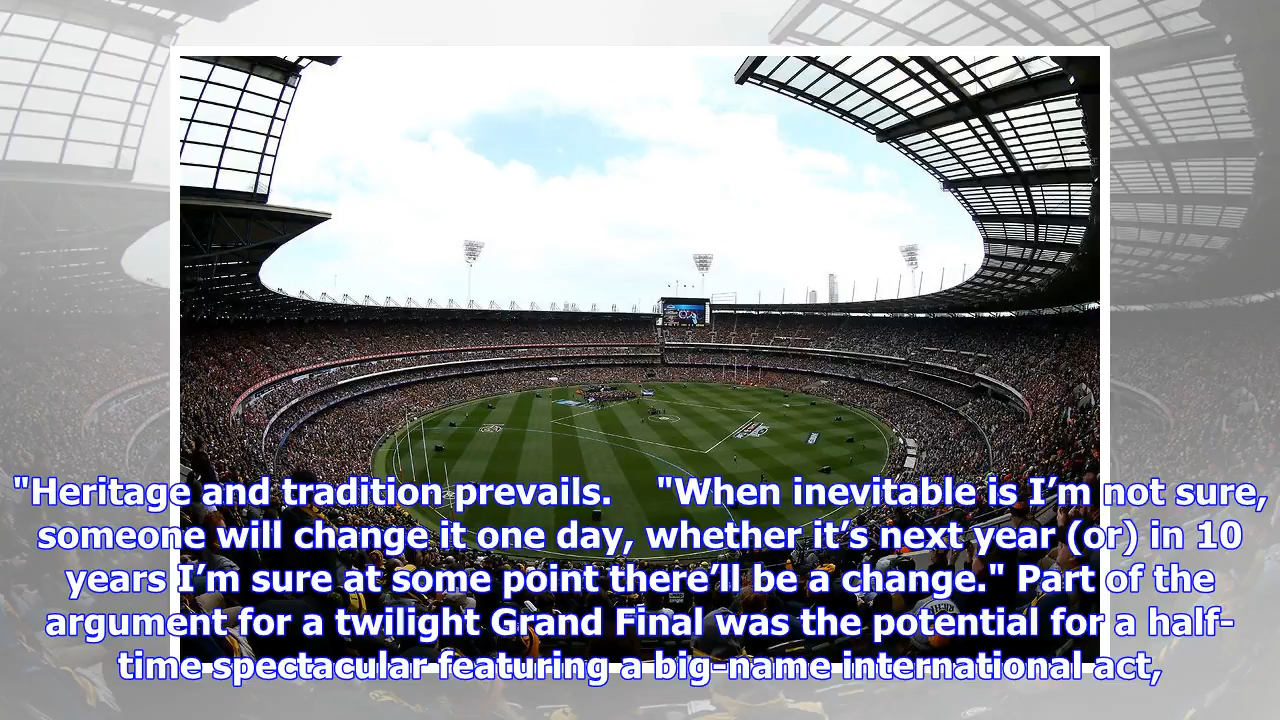 "Heritage and tradition prevails.    "When inevitable is I’m not sure,
someone will change it one day, whether it’s next year (or) in 10
years I’m sure at some point there’ll be a change." Part of the
argument for a twilight Grand Final was the potential for a half-
time spectacular featuring a big-name international act,